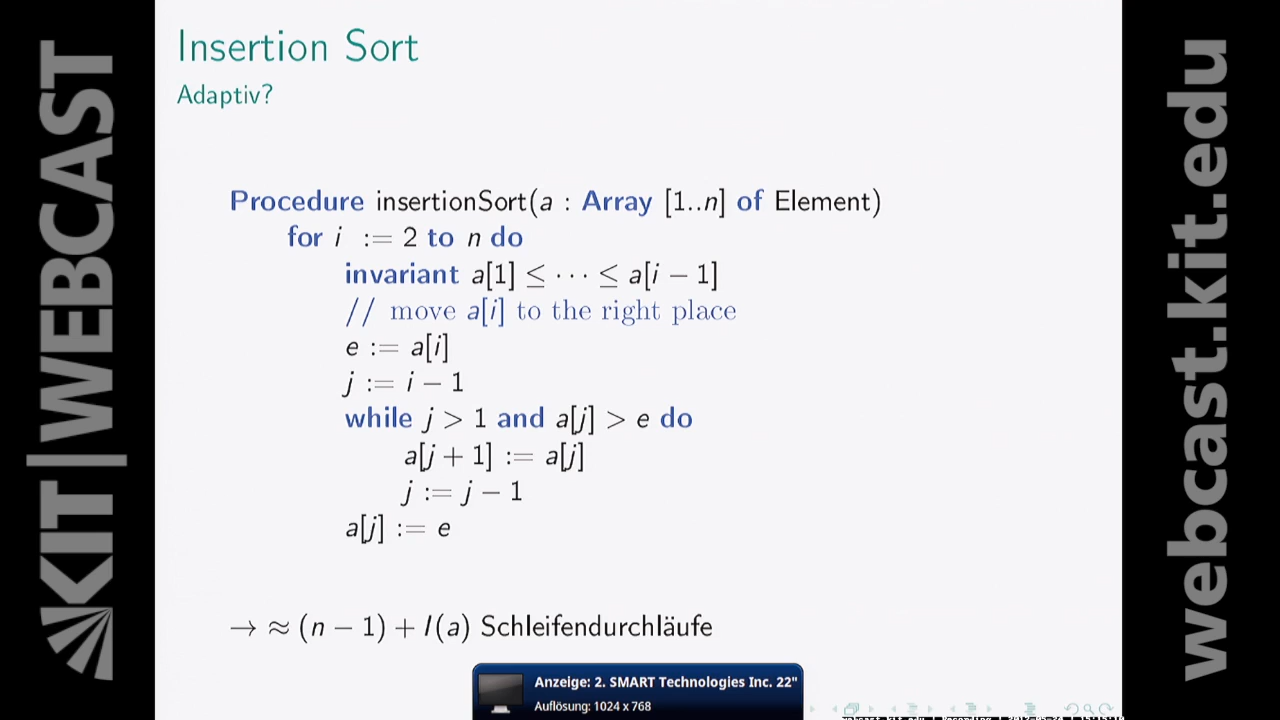 KIT|WEBCAST
Insertion Sort
Adaptiv?
Procedure insertionSort(a : Array [1..n] of Element)
for i := 2 to n do
invariant a[1] ≤ ··· ≤ a[i − 1]
// move a[i] to the right place
e := a[i]
j := i − 1
while j > 1 and a[j] > e do
a[j + 1] := a[j]
j := j − 1
a[j] := e
→ ≈ (n − 1) + I(a) Schleifendurchläufe
Anzeige: 2. SMART Technologies Inc. 22"
Auflösung: 1024 x 768
webcast.kit.edu